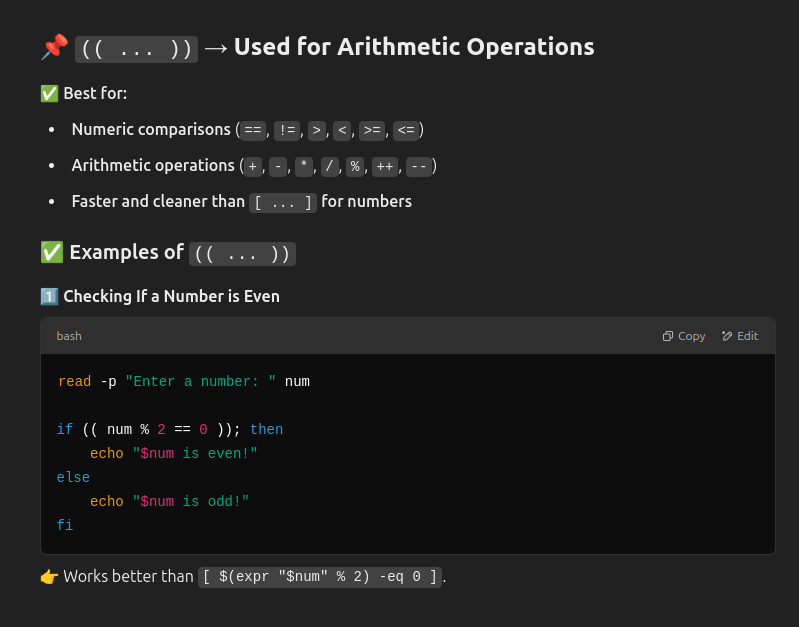 📌 (( ... )) → Used for Arithmetic Operations
✅ Best for:
• Numeric comparisons (==, !=, >, <, >=, <=)
• Arithmetic operations (+, -, *, /, %, ++, --)
• Faster and cleaner than [ ... ] for numbers
✅ Examples of (( ... ))
1️⃣ Checking If a Number is Even
bash Copy Edit
read -p "Enter a number: " num
if (( num % 2 == 0 )); then
    echo "$num is even!"
else
    echo "$num is odd!"
fi
👉 Works better than [ $(expr "$num" % 2) -eq 0 ].